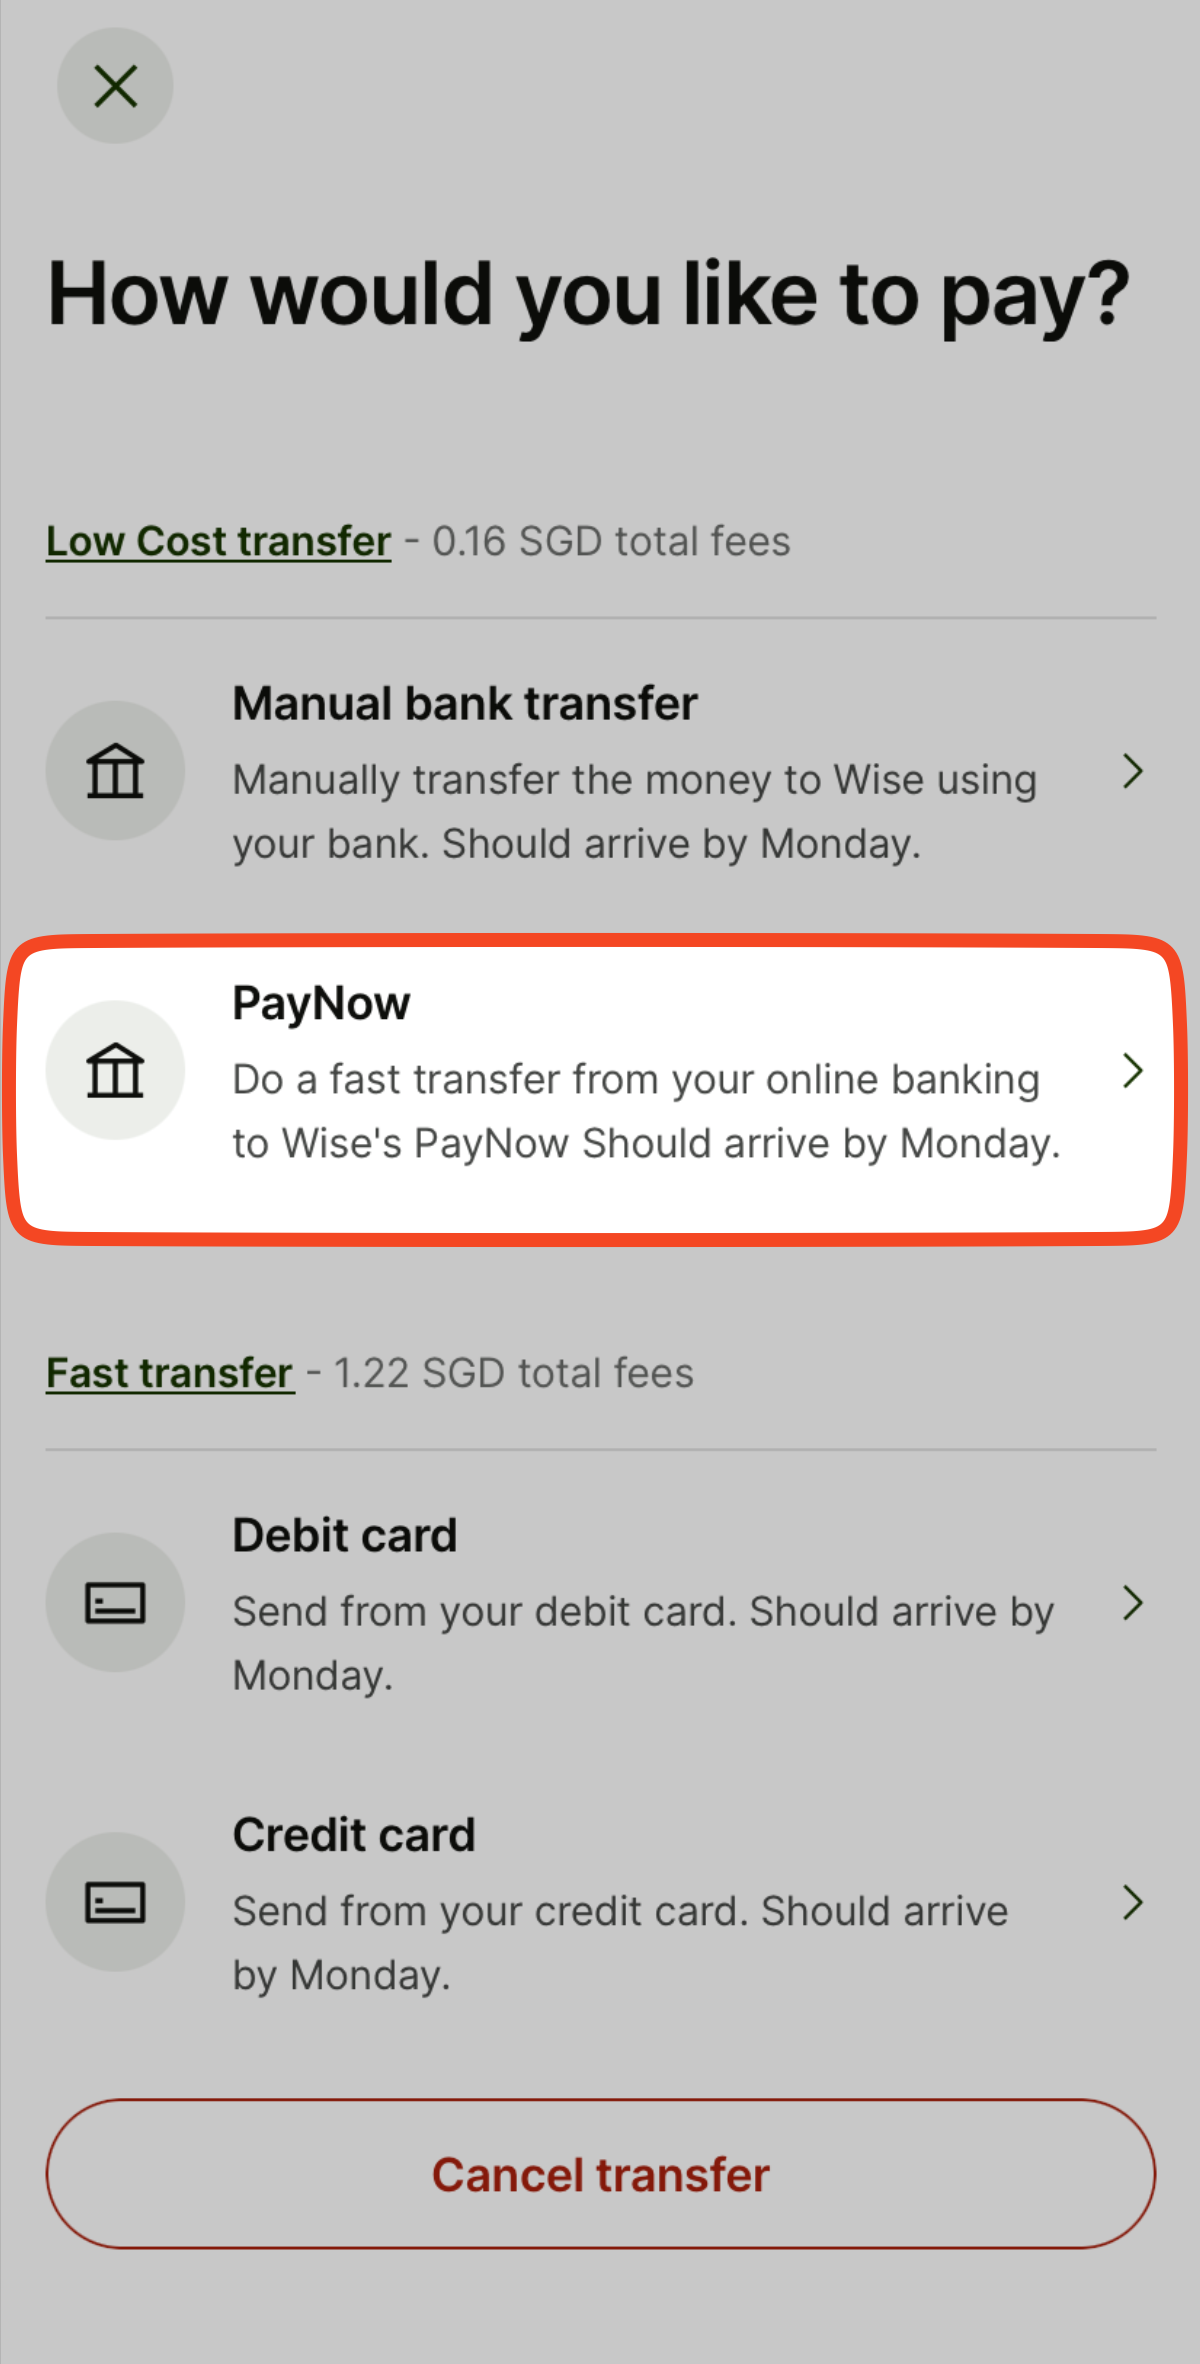 How would you like to pay?
Low Cost transfer - 0.16 SGD total fees
Manual bank transfer
Manually transfer the money to Wise using
your bank. Should arrive by Monday.
PayNow
Do a fast transfer from your online banking
to Wise's PayNow Should arrive by Monday.
Fast transfer - 1.22 SGD total fees
Debit card
Send from your debit card. Should arrive by
Monday.
Credit card
Send from your credit card. Should arrive
by Monday.
Cancel transfer